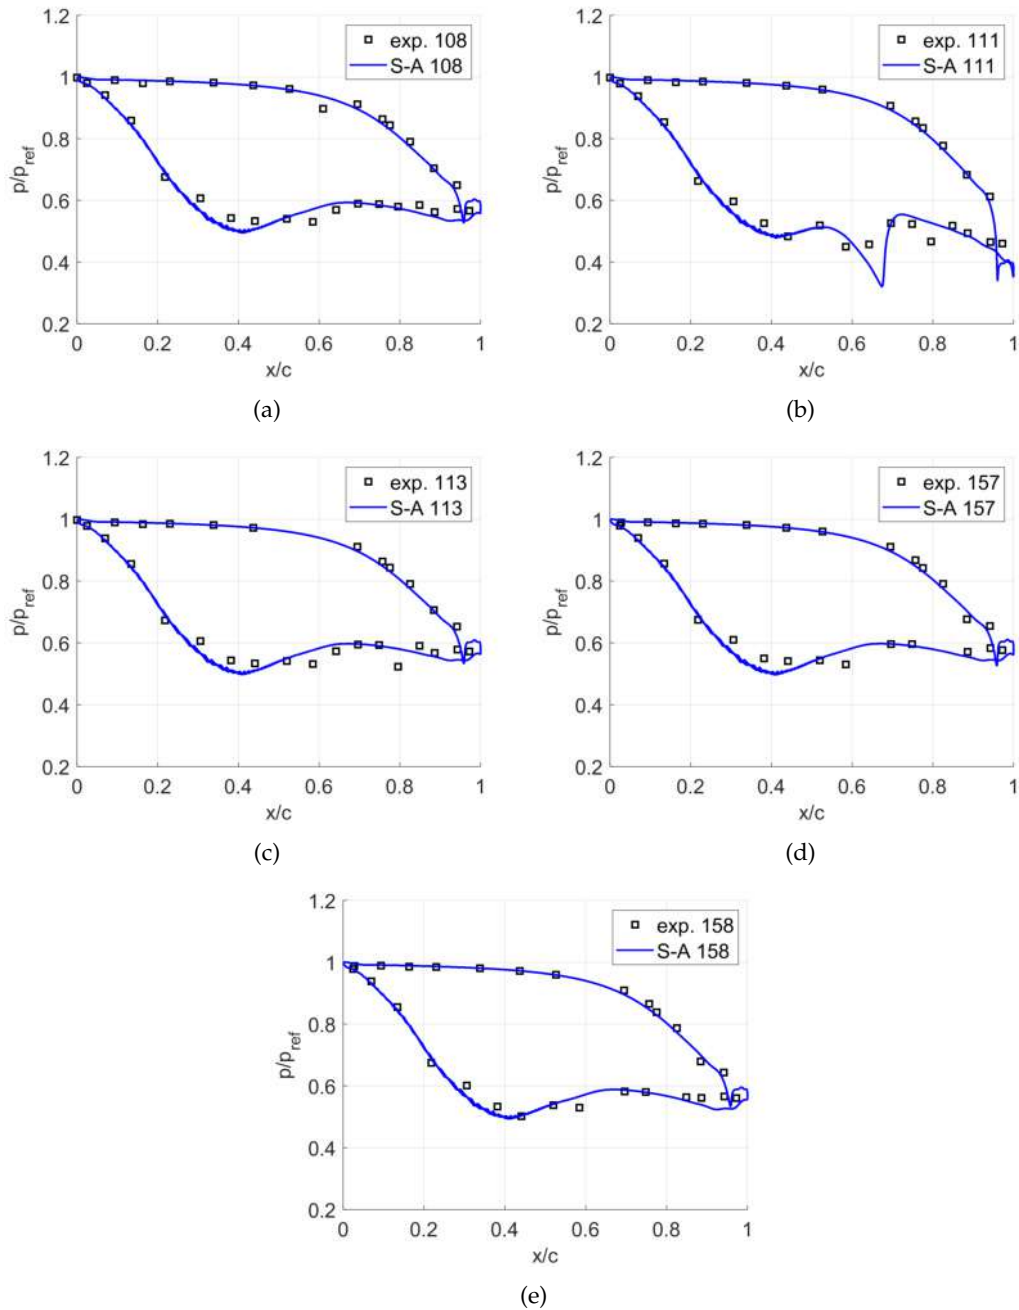 1.2
1
0.8
0.6
0.4
0.2
p/p_ref
0 0.2 0.4 0.6 0.8 1
x/c
exp. 108
S-A 108
(a)
1.2
1
0.8
0.6
0.4
0.2
p/p_ref
0 0.2 0.4 0.6 0.8 1
x/c
exp. 111
S-A 111
(b)
1.2
1
0.8
0.6
0.4
0.2
p/p_ref
0 0.2 0.4 0.6 0.8 1
x/c
exp. 113
S-A 113
(c)
1.2
1
0.8
0.6
0.4
0.2
p/p_ref
0 0.2 0.4 0.6 0.8 1
x/c
exp. 157
S-A 157
(d)
1.2
1
0.8
0.6
0.4
0.2
p/p_ref
0 0.2 0.4 0.6 0.8 1
x/c
exp. 158
S-A 158
(e)